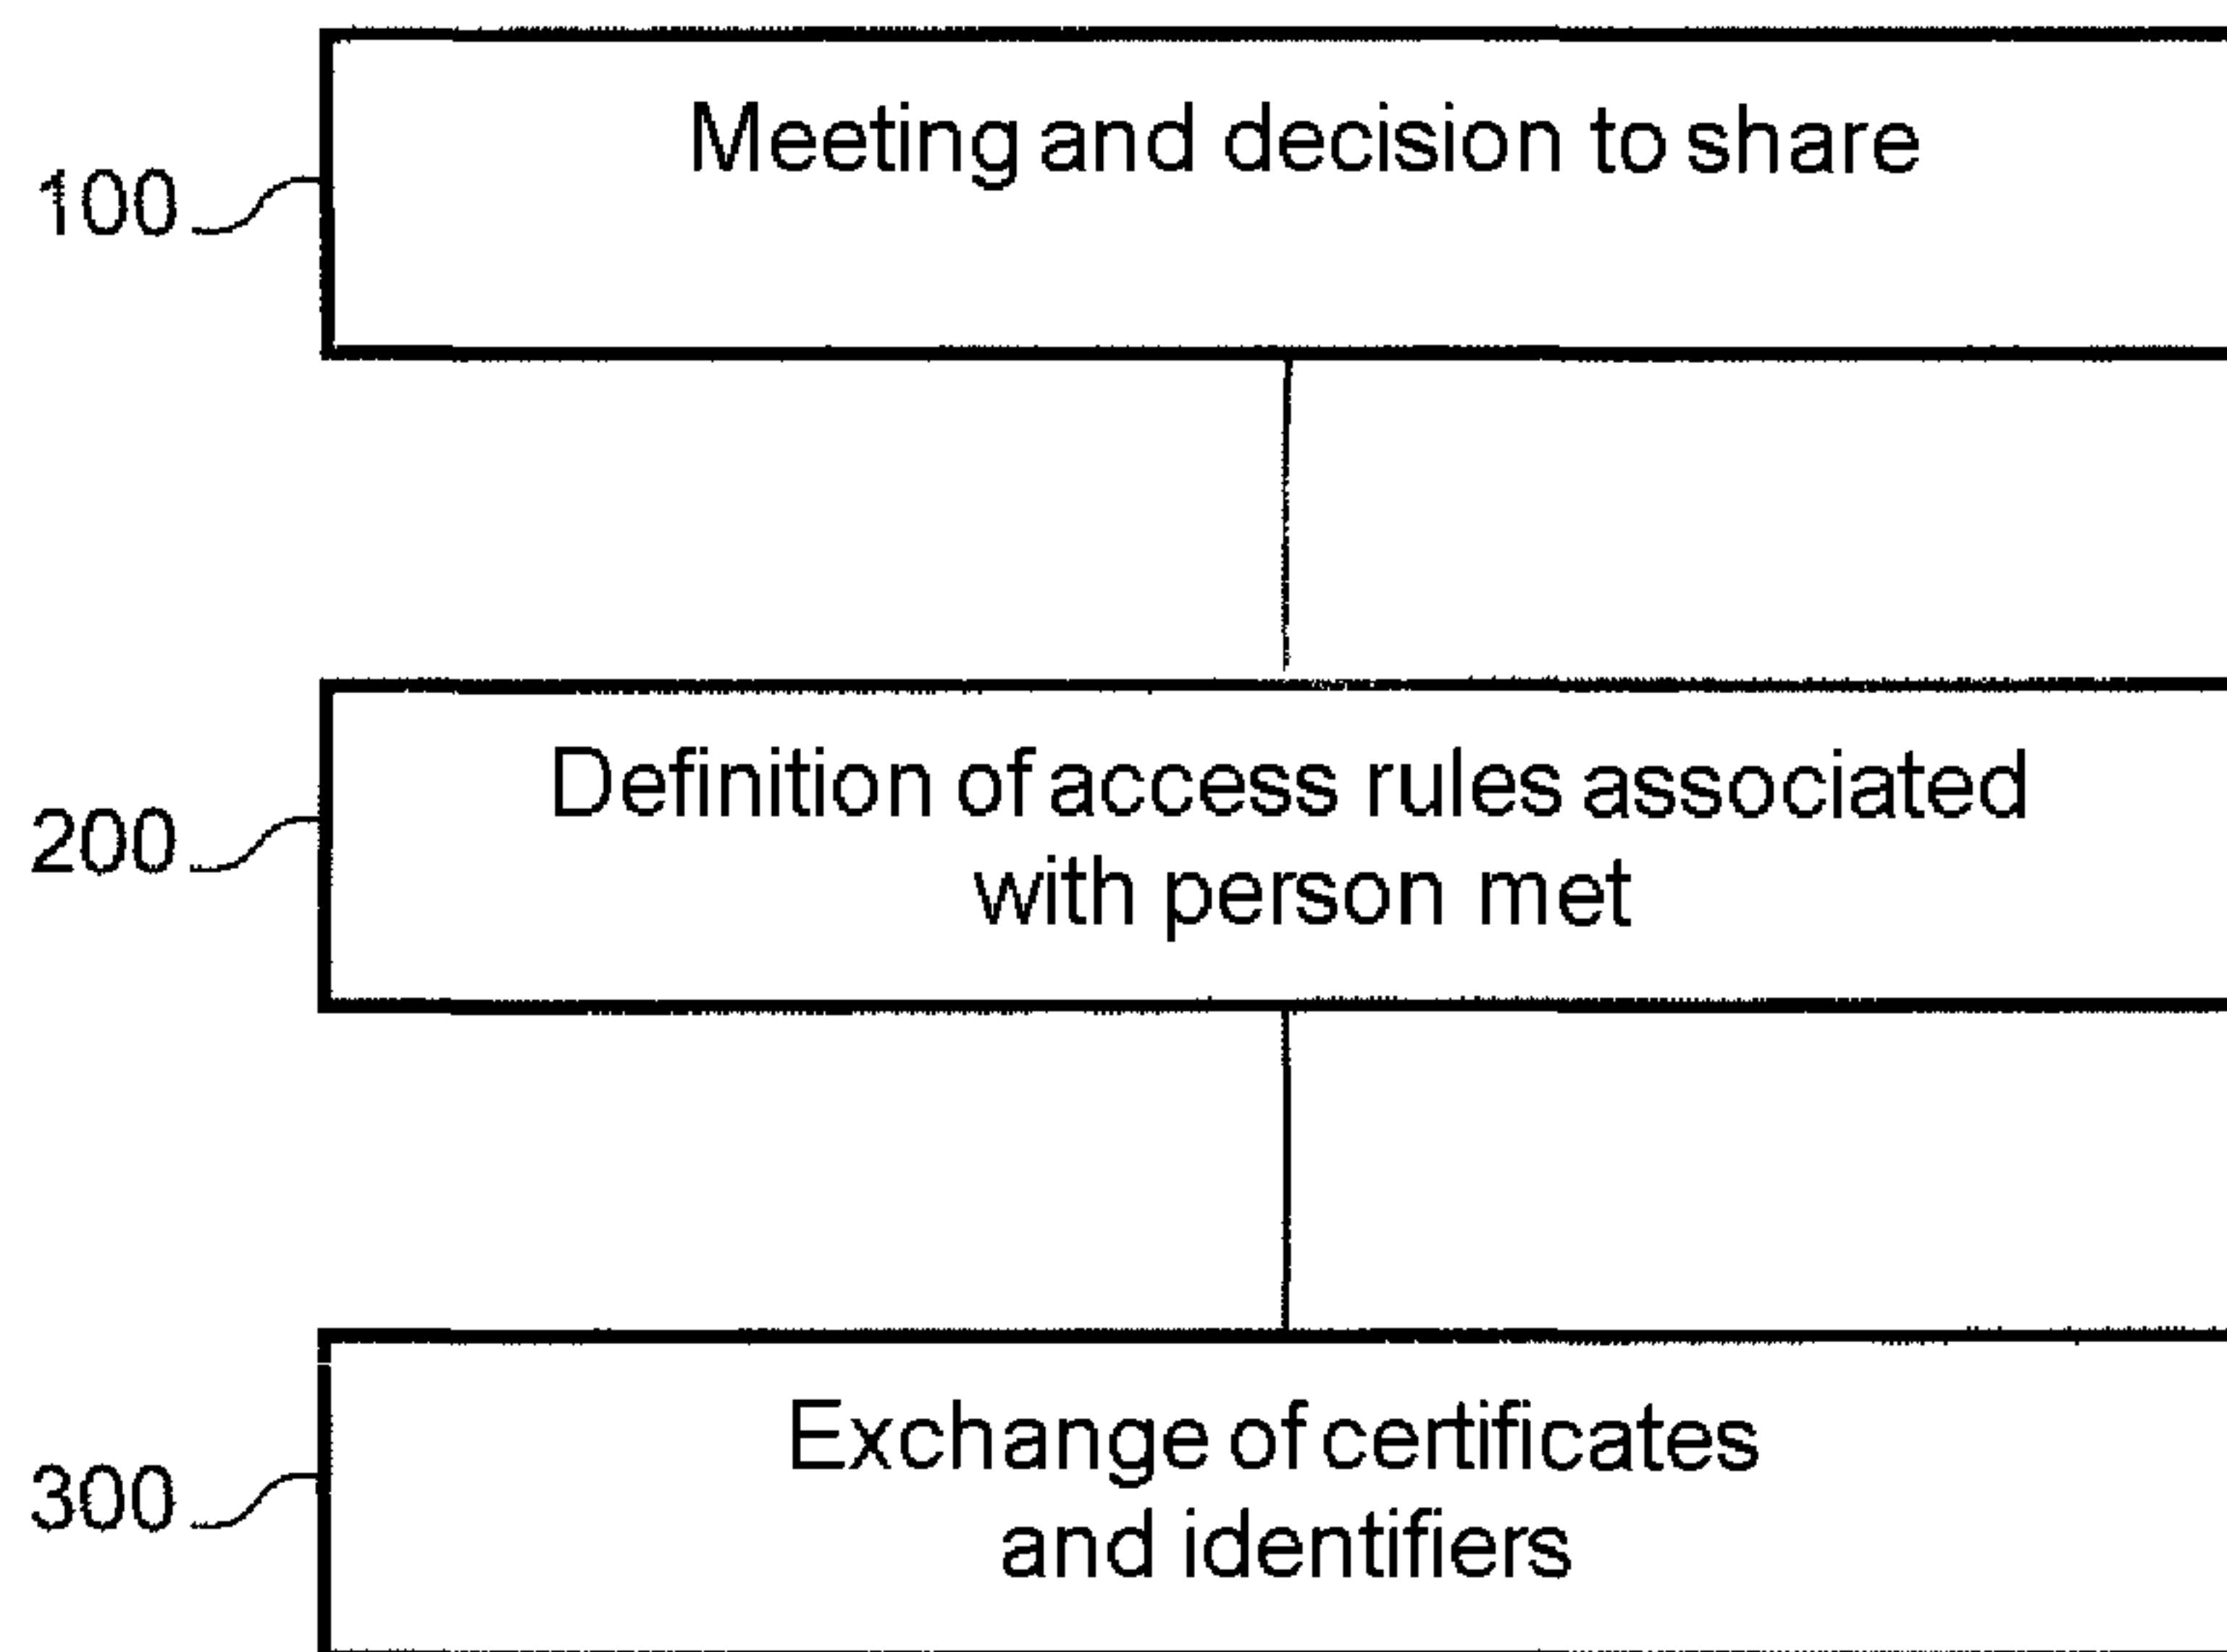 100
Meeting and decision to share
200
Definition of access rules associated
with person met
300
Exchange of certificates
and identifiers